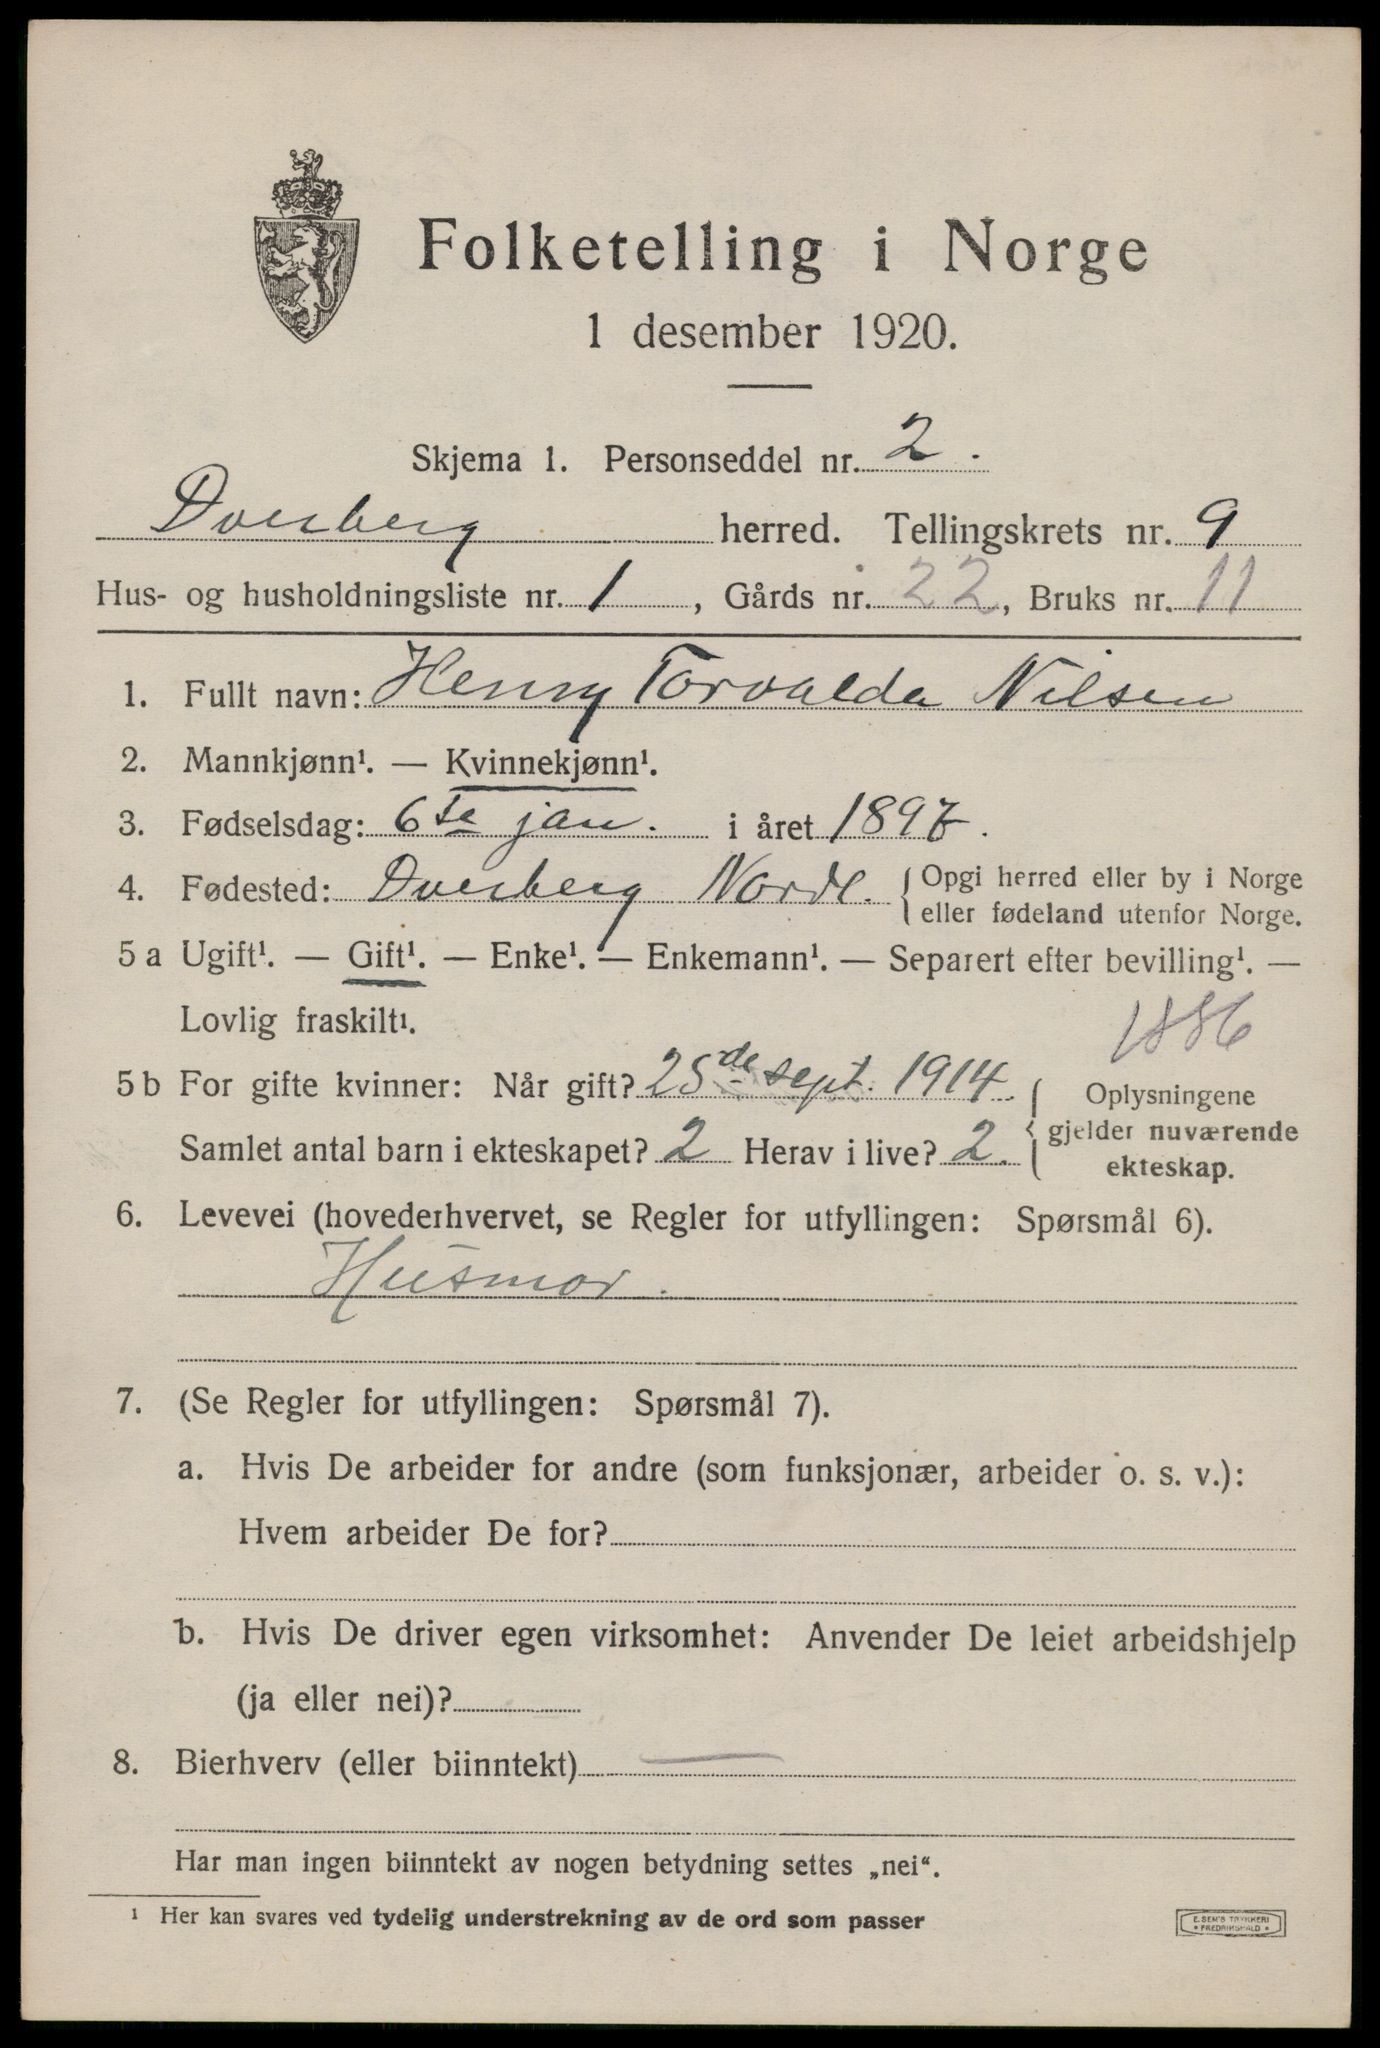 Folketelling i Norge
1 desember 1920.
Skjema 1. Personseddel nr. 2.
Dverberg herred. Tellingskrets nr. 9
Hus- og husholdningsliste nr. 1, Gårds nr. 22, Bruks nr. 11
1. Fullt navn: Henny Torvalda Nilsen
2. Mannkjønn¹. — Kvinnekjønn¹.
3. Fødselsdag: 6te jan. i året 1897.
4. Fødested: Dverberg Nordl. {Opgi herred eller by i Norge
eller fødeland utenfor Norge.
5 a Ugift¹. — Gift¹. — Enke¹. — Enkemann¹. — Separert efter bevilling¹. —
Lovlig fraskilt¹.
1886
5 b For gifte kvinner: Når gift? 25de sept. 1914
Samlet antal barn i ekteskapet? 2 Herav i live? 2.
Oplysningene
gjelder nuværende
ekteskap.
6. Levevei (hovederhvervet, se Regler for utfyllingen: Spørsmål 6).
Husmor.
7. (Se Regler for utfyllingen: Spørsmål 7).
a. Hvis De arbeider for andre (som funksjonær, arbeider o. s. v.):
Hvem arbeider De for?
b. Hvis De driver egen virksomhet: Anvender De leiet arbeidshjelp
(ja eller nei)?
8. Bierhverv (eller biinntekt) —
Har man ingen biinntekt av nogen betydning settes „nei“.
¹ Her kan svares ved tydelig understrekning av de ord som passer
E. SEM'S TRYKKERI
• FREDRIKSHALD •